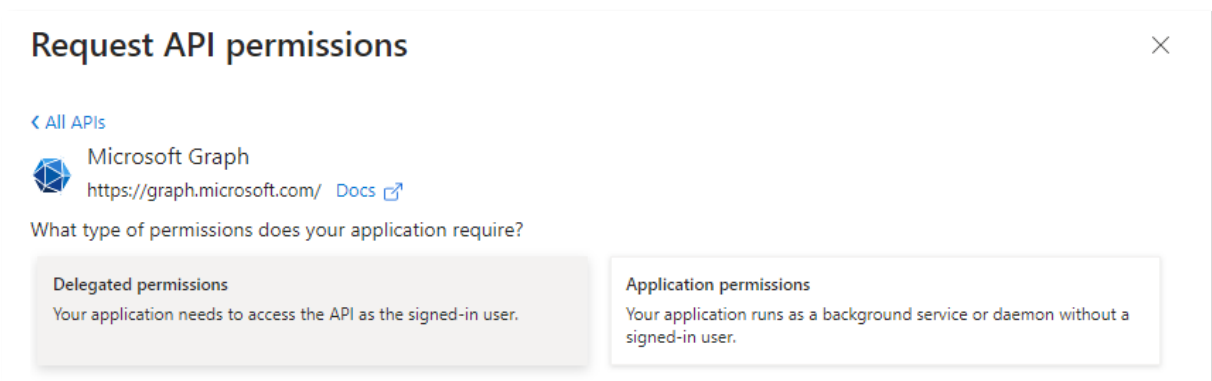 Request API permissions
All APIs
Microsoft Graph
https://graph.microsoft.com/ Docs
What type of permissions does your application require?
Delegated permissions
Your application needs to access the API as the signed-in user.
Application permissions
Your application runs as a background service or daemon without a
signed-in user.